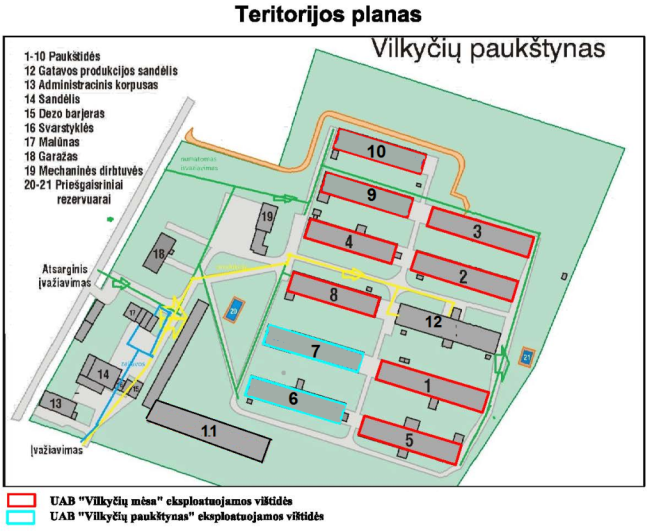 Teritorijos planas
Vilkyčių paukštynas
1-10 Paukštidės
12 Gatavos produkcijos sandėlis
13 Administracinis korpusas
14 Sandėlis
15 Dezo barjeras
16 Svarstyklės
17 Malūnas
18 Garažas
19 Mechaninės dirbtuvės
20-21 Priešgaisriniai
rezervuarai
10
9
3
19
4
2
18
Atsarginis
įvažiavimas
8
20
12
17
7
21
14
1
15
6
13
11
5
Įvažiavimas
UAB "Vilkyčių mėsa" eksploatuojamos vištidės
UAB "Vilkyčių paukštynas" eksploatuojamos vištidės